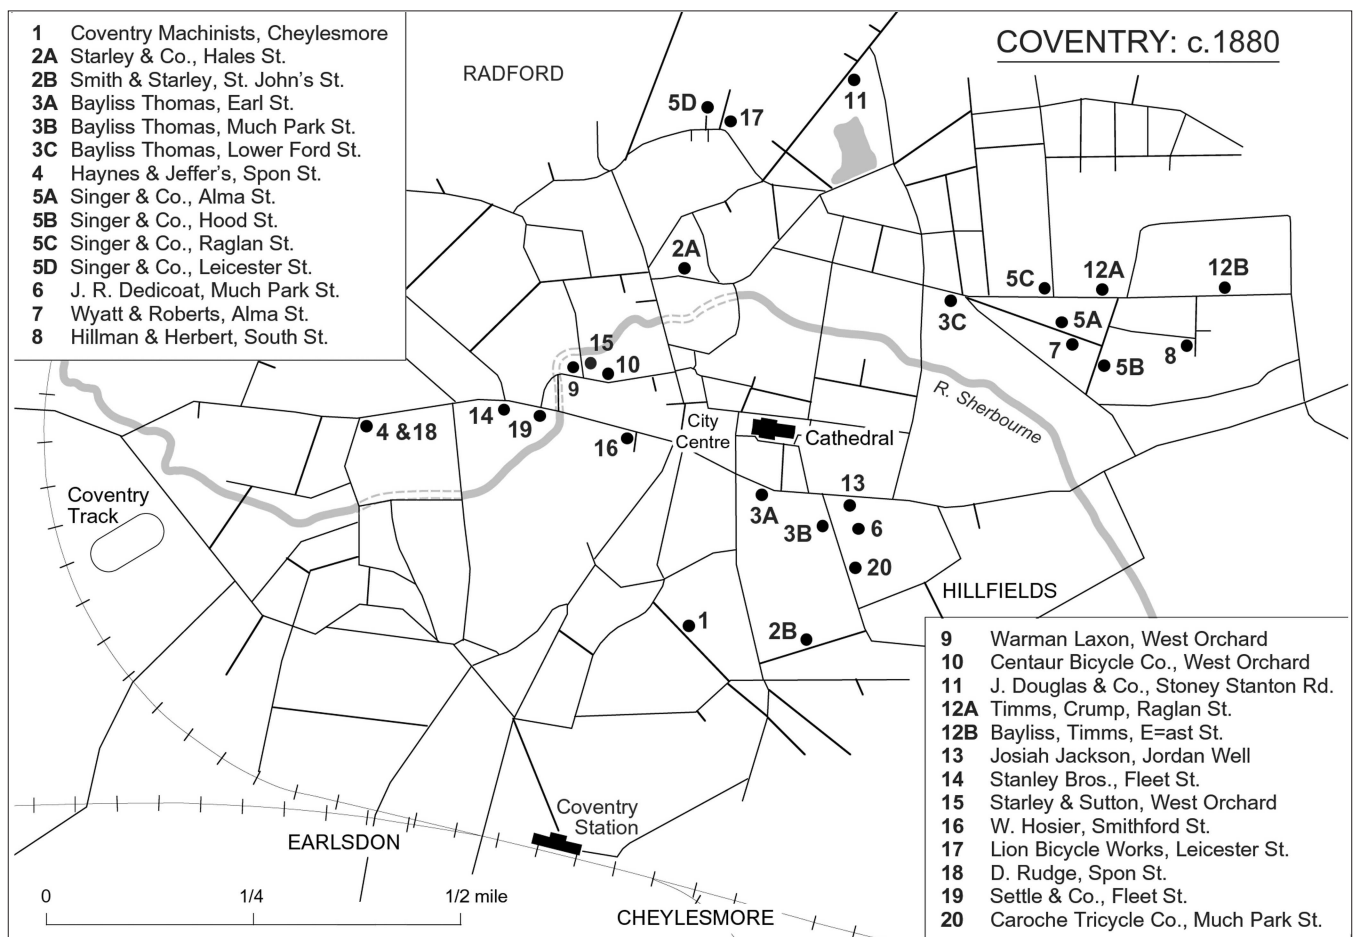 1 Coventry Machinists, Cheylesmore
2A Starley & Co., Hales St.
2B Smith & Starley, St. John's St.
3A Bayliss Thomas, Earl St.
3B Bayliss Thomas, Much Park St.
3C Bayliss Thomas, Lower Ford St.
4 Haynes & Jeffer's, Spon St.
5A Singer & Co., Alma St.
5B Singer & Co., Hood St.
5C Singer & Co., Raglan St.
5D Singer & Co., Leicester St.
6 J. R. Dedicoat, Much Park St.
7 Wyatt & Roberts, Alma St.
8 Hillman & Herbert, South St.
COVENTRY: c.1880
RADFORD
5D
17
11
2A
5C
12A
12B
3C
5A
7
5B
8
15
10
9
R. Sherbourne
14
19
4 &18
16
City
Centre
Cathedral
Coventry
Track
13
3A
3B
6
20
HILLFIELDS
1
2B
9 Warman Laxon, West Orchard
10 Centaur Bicycle Co., West Orchard
11 J. Douglas & Co., Stoney Stanton Rd.
12A Timms, Crump, Raglan St.
12B Bayliss, Timms, E=ast St.
13 Josiah Jackson, Jordan Well
14 Stanley Bros., Fleet St.
15 Starley & Sutton, West Orchard
16 W. Hosier, Smithford St.
17 Lion Bicycle Works, Leicester St.
18 D. Rudge, Spon St.
19 Settle & Co., Fleet St.
20 Caroche Tricycle Co., Much Park St.
Coventry
Station
EARLSDON
0 1/4 1/2 mile
CHEYLESMORE